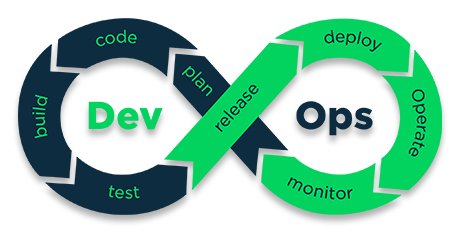 code
plan
build
Dev
test
release
deploy
Ops
Operate
monitor